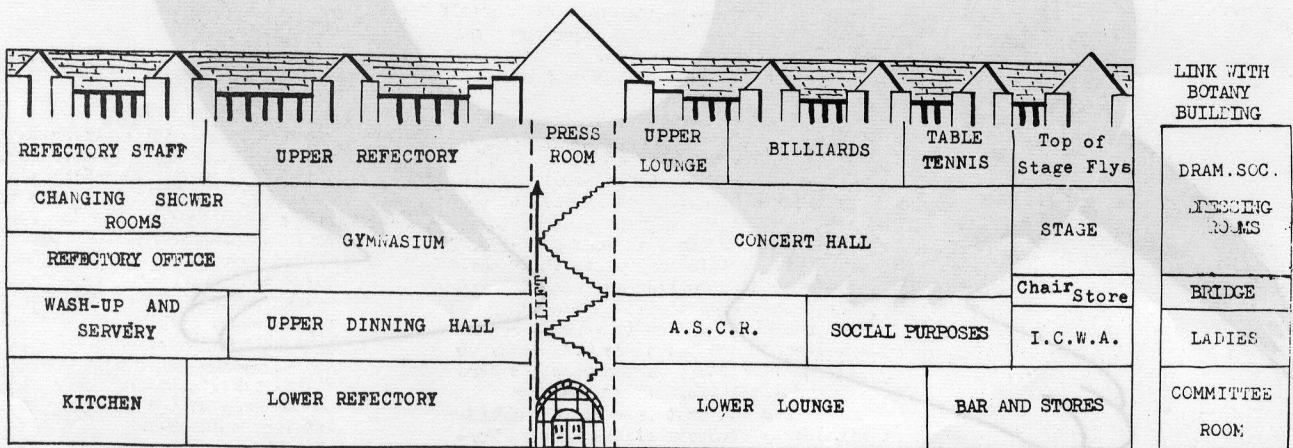 LINK WITH
BOTANY
BUILDING
REFECTORY STAFF
UPPER REFECTORY
PRESS
ROOM
UPPER
LOUNGE
BILLIARDS
TABLE
TENNIS
Top of
Stage Flys
DRAM.SOC.
DRESSING
ROOMS
CHANGING SHOWER
ROOMS
GYMNASIUM
CONCERT HALL
STAGE
REFECTORY OFFICE
LIFT
Chair Store
BRIDGE
WASH-UP AND
SERVERY
UPPER DINNING HALL
A.S.C.R.
SOCIAL PURPOSES
I.C.W.A.
LADIES
KITCHEN
LOWER REFECTORY
LOWER LOUNGE
BAR AND STORES
COMMITTEE
ROOM